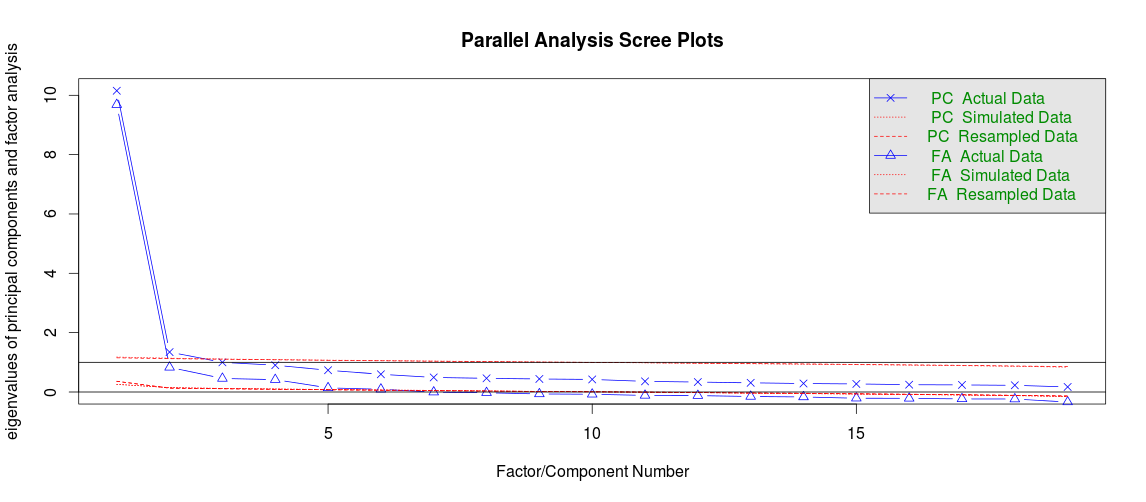 Parallel Analysis Scree Plots
eigenvalues of principal components and factor analysis
10
8
6
4
2
0
PC Actual Data
PC Simulated Data
PC Resampled Data
FA Actual Data
FA Simulated Data
FA Resampled Data
5
10
15
Factor/Component Number